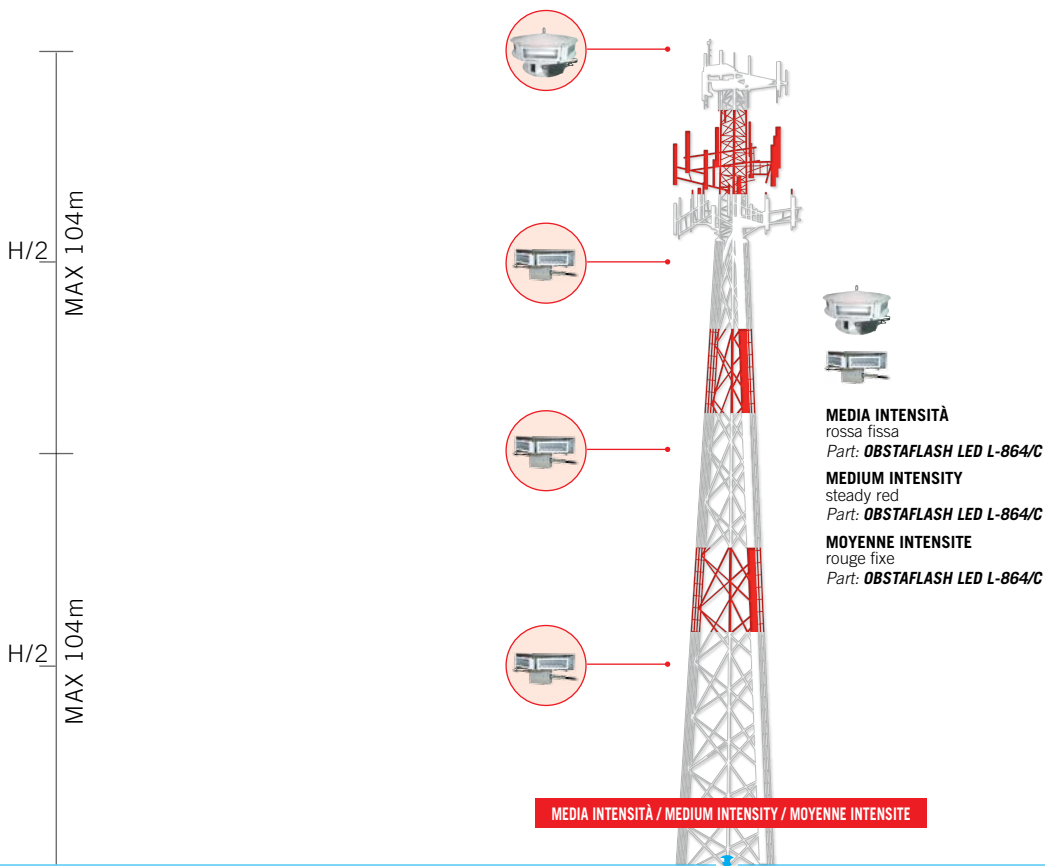 H/2
MAX 104m
H/2
MAX 104m
MEDIA INTENSITÀ
rossa fissa
Part: OBSTAFLASH LED L-864/C
MEDIUM INTENSITY
steady red
Part: OBSTAFLASH LED L-864/C
MOYENNE INTENSITE
rouge fixe
Part: OBSTAFLASH LED L-864/C
MEDIA INTENSITÀ / MEDIUM INTENSITY / MOYENNE INTENSITE